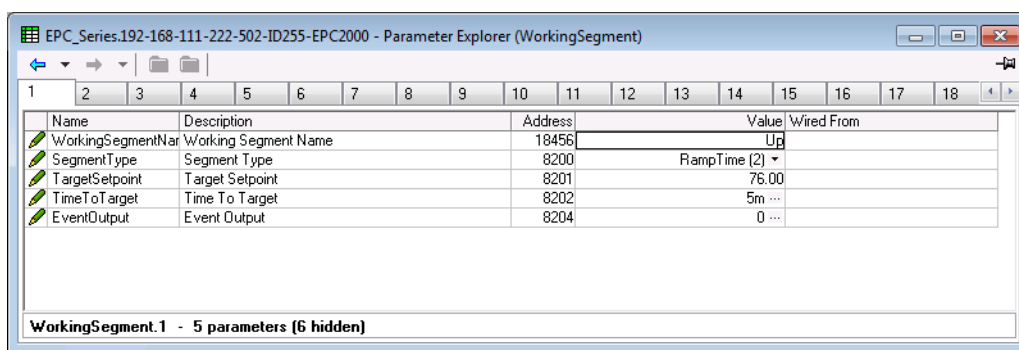 EPC_Series.192-168-111-222-502-ID255-EPC2000 - Parameter Explorer (WorkingSegment)
1 2 3 4 5 6 7 8 9 10 11 12 13 14 15 16 17 18
Name Description Address Value Wired From
WorkingSegmentNar Working Segment Name 18456 Up
SegmentType Segment Type 8200 RampTime (2)
TargetSetpoint Target Setpoint 8201 76.00
TimeToTarget Time To Target 8202 5m ...
EventOutput Event Output 8204 0 ...
WorkingSegment.1 - 5 parameters (6 hidden)